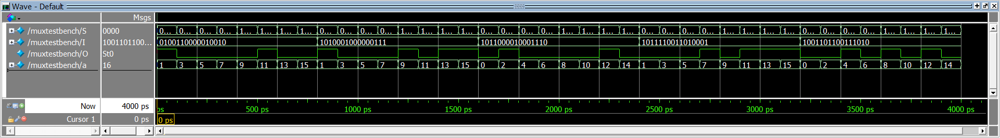 Wave - Default
Msgs
/muxtestbench/S 0000 0... 0... 0... 0... 1... 1... 1... 1... 0... 0... 0... 0... 1... 1... 1... 1... 0... 0... 0... 0... 1... 1... 1... 1... 0... 0... 0... 0... 1... 1... 1... 1... 0... 0... 0... 0... 1... 1... 1... 1...
/muxtestbench/I 1001101100... 0100110000010010 1010001000000111 1011000010001110 1011110011010001 1001101100111010
/muxtestbench/O St0
/muxtestbench/a 16 1 3 5 7 9 11 13 15 1 3 5 7 9 11 13 15 0 2 4 6 8 10 12 14 1 3 5 7 9 11 13 15 0 2 4 6 8 10 12 14
Now 4000 ps ps 500 ps 1000 ps 1500 ps 2000 ps 2500 ps 3000 ps 3500 ps 4000 ps
Cursor 1 0 ps 0 ps